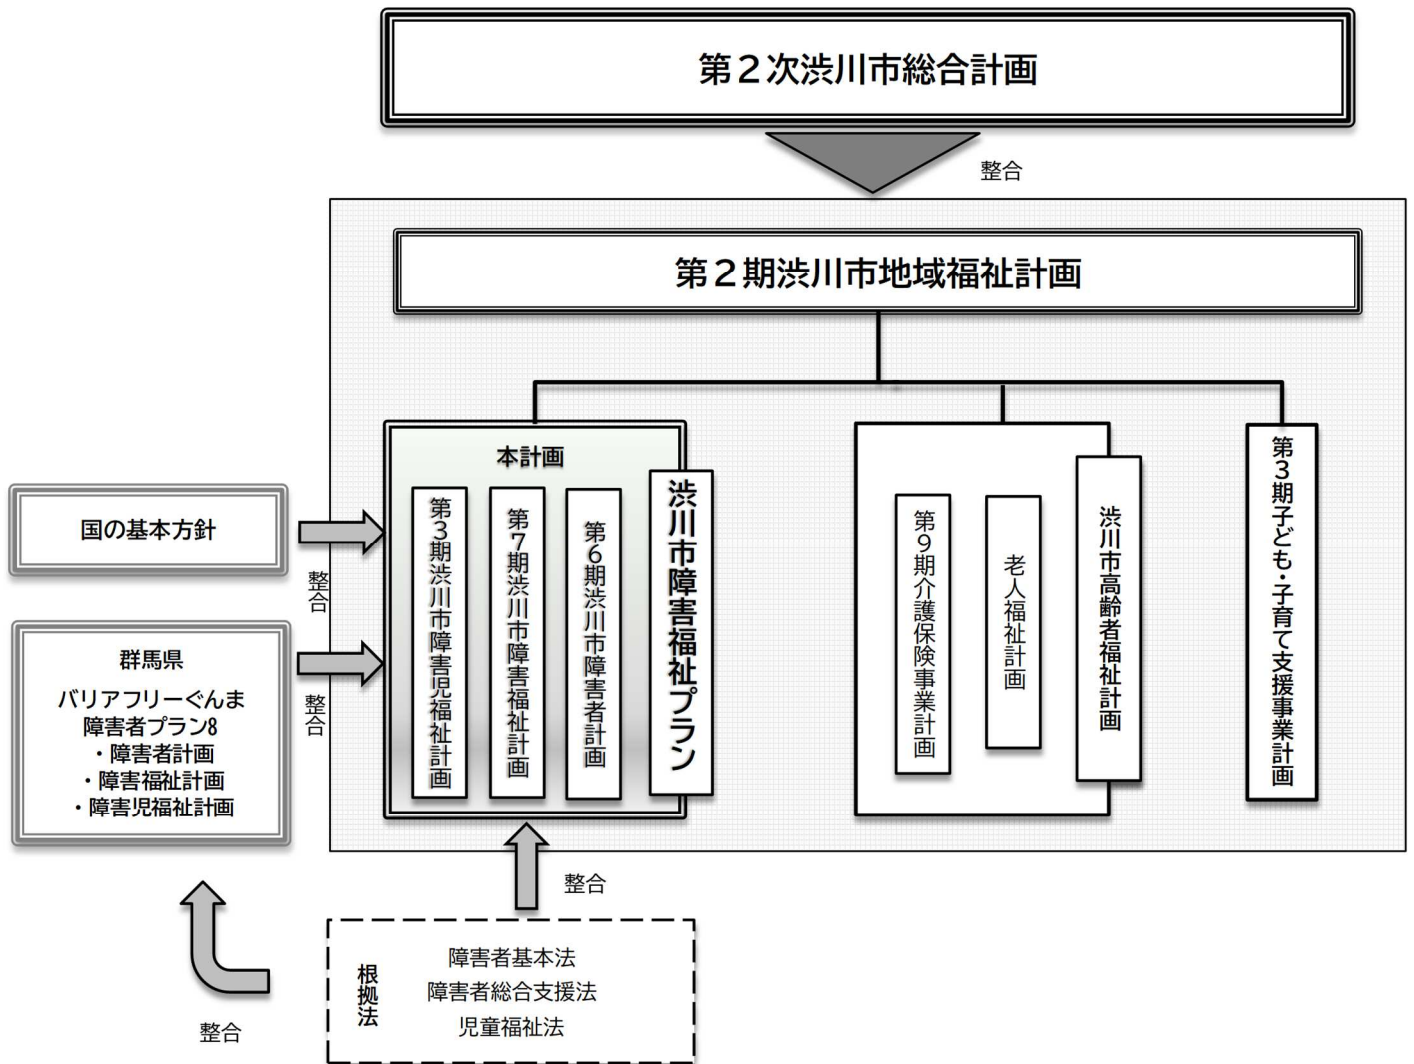 第２次渋川市総合計画
整合
第２期渋川市地域福祉計画
本計画
渋川市障害福祉プラン
第６期渋川市障害者計画
第７期渋川市障害福祉計画
第３期渋川市障害児福祉計画
渋川市高齢者福祉計画
老人福祉計画
第９期介護保険事業計画
第３期子ども・子育て支援事業計画
国の基本方針
整合
群馬県
バリアフリーぐんま
障害者プラン8
・障害者計画
・障害福祉計画
・障害児福祉計画
整合
整合
根拠法
障害者基本法
障害者総合支援法
児童福祉法
整合